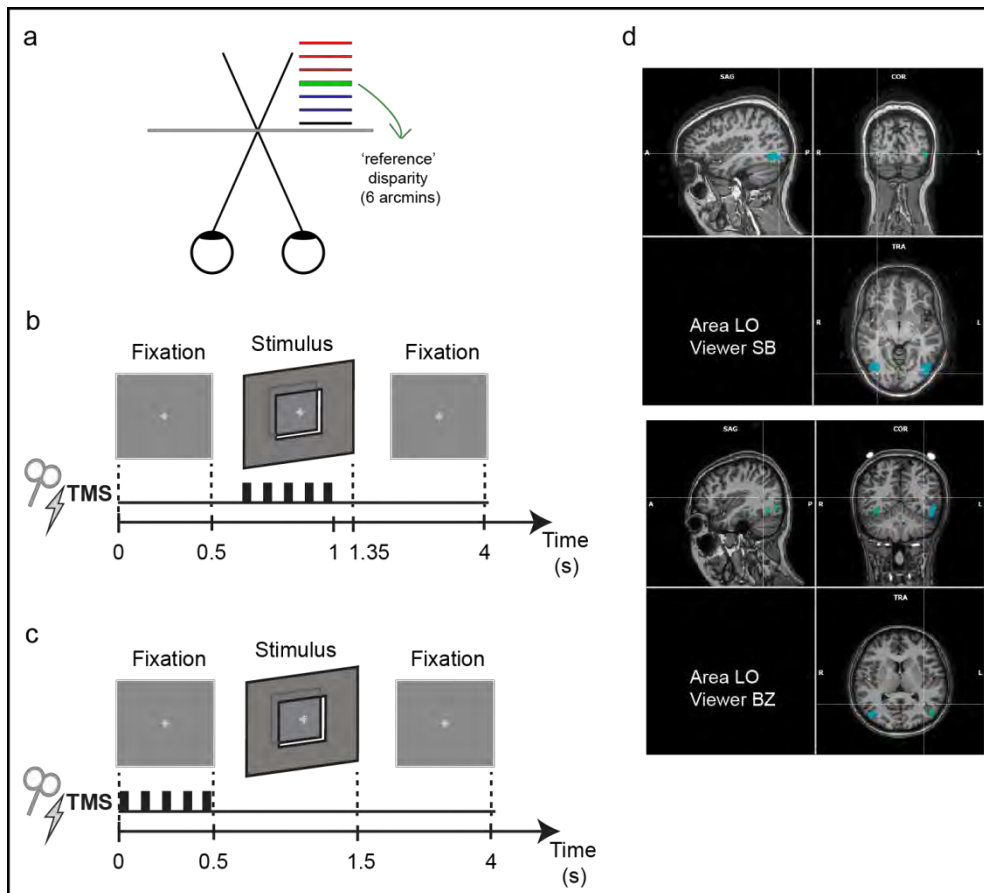 a
'reference'
disparity
(6 arcmins)
b
Fixation
Stimulus
Fixation
TMS
0
0.5
1
1.35
4
Time
(s)
c
Fixation
Stimulus
Fixation
TMS
0
0.5
1.5
4
Time
(s)
d
SAG
COR
A
P
R
L
TRA
R
L
Area LO
Viewer SB
SAG
COR
A
P
R
L
TRA
R
L
Area LO
Viewer BZ